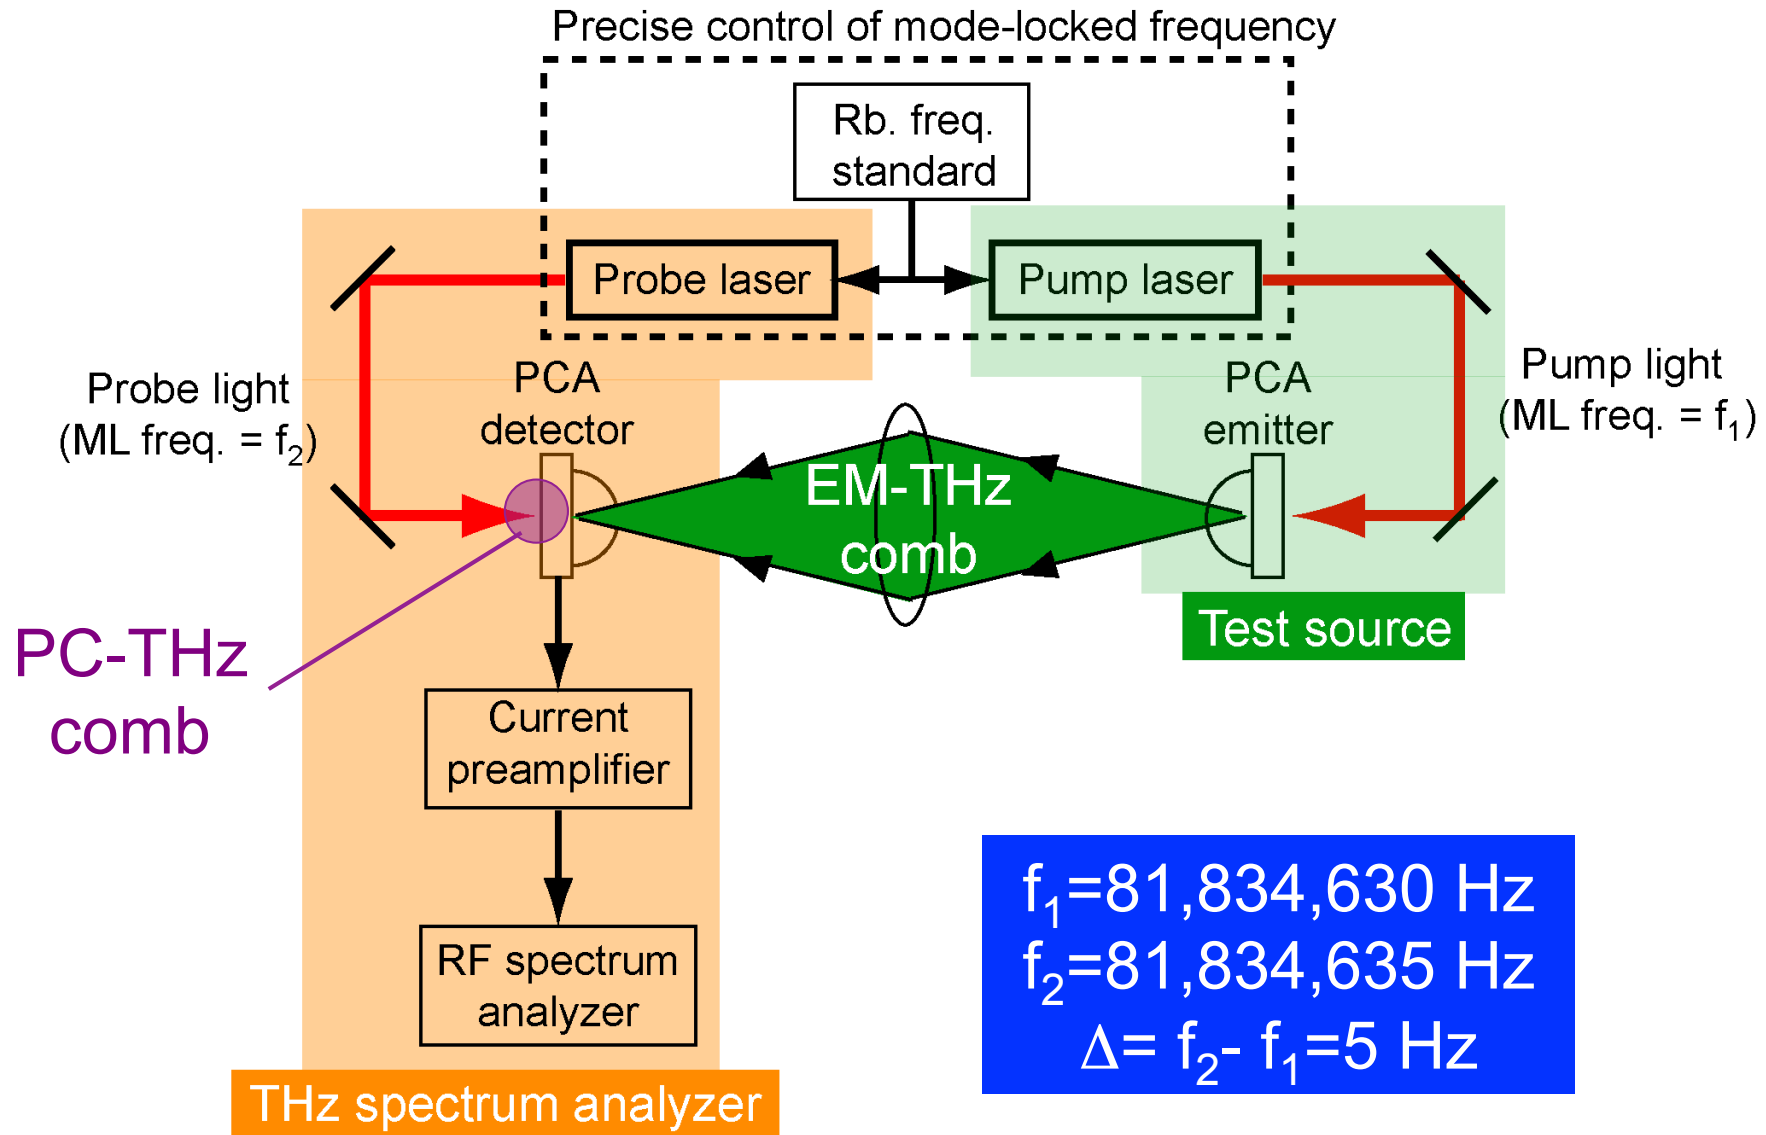 Precise control of mode-locked frequency
Rb. freq.
standard
Probe laser
Pump laser
Probe light
(ML freq. = f₂)
PCA
detector
PCA
emitter
Pump light
(ML freq. = f₁)
EM-THz
comb
Test source
PC-THz
comb
Current
preamplifier
RF spectrum
analyzer
THz spectrum analyzer
f₁=81,834,630 Hz
f₂=81,834,635 Hz
Δ= f₂- f₁=5 Hz